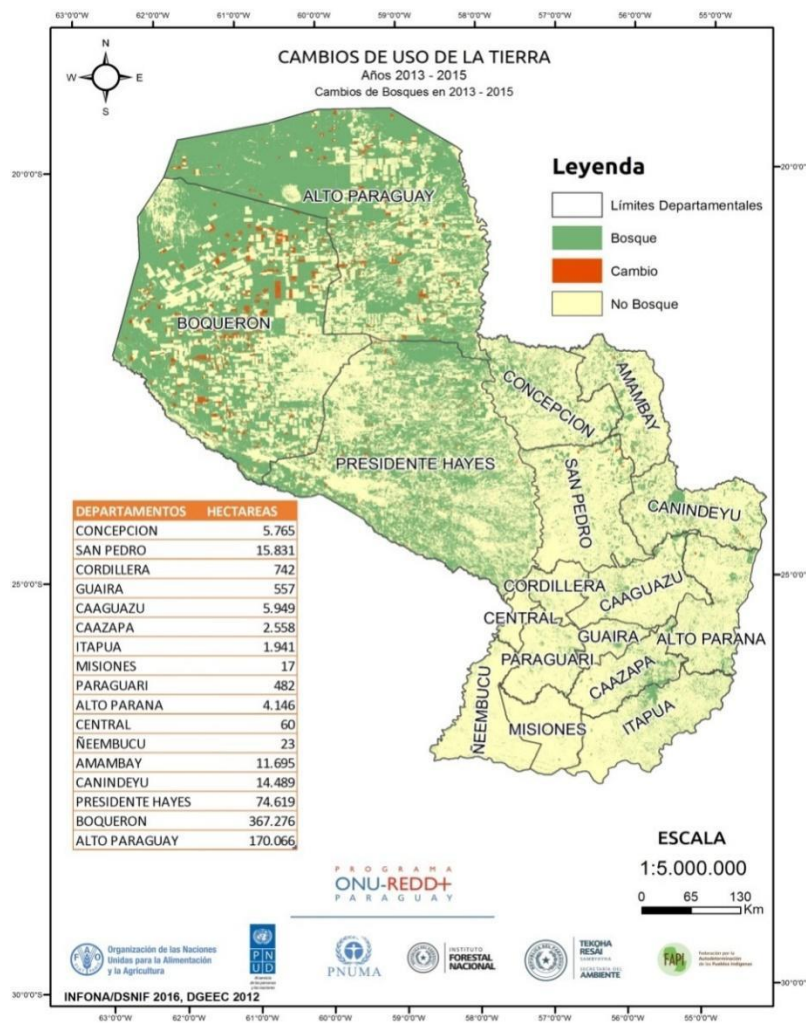 63°0'0"O 62°0'0"O 61°0'0"O 60°0'0"O 59°0'0"O 58°0'0"O 57°0'0"O 56°0'0"O 55°0'0"O
N
W E
S
CAMBIOS DE USO DE LA TIERRA
Años 2013 - 2015
Cambios de Bosques en 2013 - 2015
20°0'0"S
20°0'0"
Leyenda
Límites Departamentales
Bosque
Cambio
No Bosque
ALTO PARAGUAY
BOQUERON
CONCEPCION
AMAMBAY
PRESIDENTE HAYES
SAN PEDRO
CANINDEYU
CORDILLERA
CAAGUAZU
CENTRAL
GUAIRA
ALTO PARANA
PARAGUARI
CAAZAPA
ÑEEMBUCU
MISIONES
ITAPUA
25°0'0"S
25°0'0"
DEPARTAMENTOS HECTAREAS
CONCEPCION 5.765
SAN PEDRO 15.831
CORDILLERA 742
GUAIRA 557
CAAGUAZU 5.949
CAAZAPA 2.558
ITAPUA 1.941
MISIONES 17
PARAGUARI 482
ALTO PARANA 4.146
CENTRAL 60
ÑEEMBUCU 23
AMAMBAY 11.695
CANINDEYU 14.489
PRESIDENTE HAYES 74.619
BOQUERON 367.276
ALTO PARAGUAY 170.066
ESCALA
1:5.000.000
0 65 130
Km
PROGRAMA
ONU-REDD+
PARAGUAY
Organización de las Naciones
Unidas para la Alimentación
y la Agricultura
FAO
P N
U D
PNUMA
INSTITUTO
FORESTAL
NACIONAL
TEKOHA
RESAI
SÃMBYHYHA
SECRETARÍA DEL
AMBIENTE
FAPI
Federación por la
Autodeterminación
de los Pueblos Indígenas
INFONA/DSNIF 2016, DGEEC 2012
30°0'0"S
30°0'0"
63°0'0"O 62°0'0"O 61°0'0"O 60°0'0"O 59°0'0"O 58°0'0"O 57°0'0"O 56°0'0"O 55°0'0"O